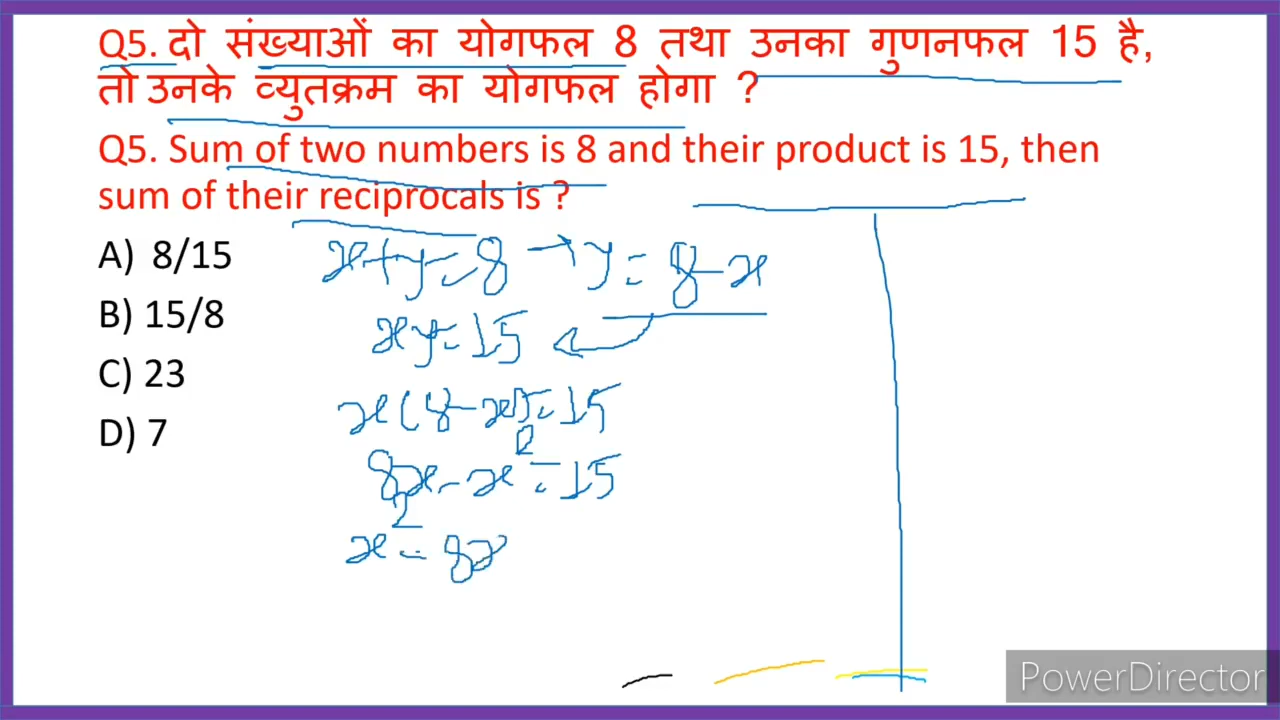 Q5. दो संख्याओं का योगफल 8 तथा उनका गुणनफल 15 है,
तो उनके व्युतक्रम का योगफल होगा ?
Q5. Sum of two numbers is 8 and their product is 15, then
sum of their reciprocals is ?
A) 8/15
x+y=8 → y=8-x
B) 15/8
xy=15
C) 23
x(8-x)=15
D) 7
8x-x²=15
x²-8x
PowerDirector